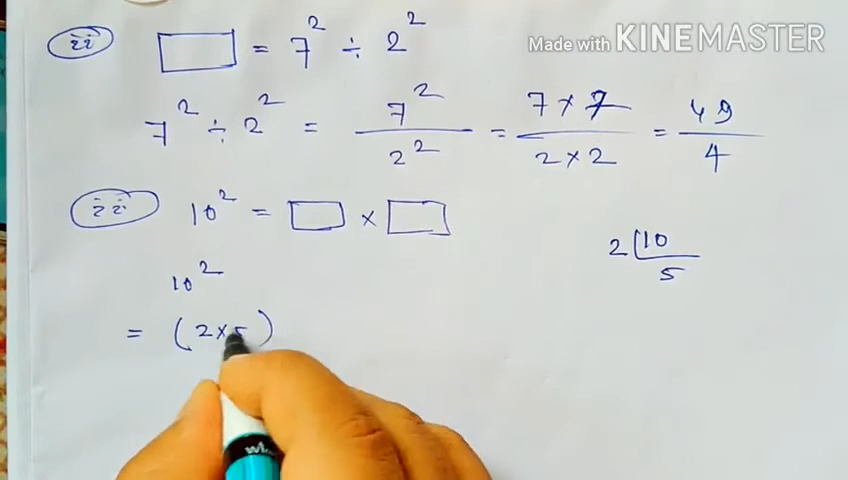 Made with KINEMASTER
ii □ = 7² ÷ 2²
7² ÷ 2² = 7²/2² = 7 × 7/2 × 2 = 49/4
iii 10² = □ × □
2 10
5
10²
= (2 × 5)